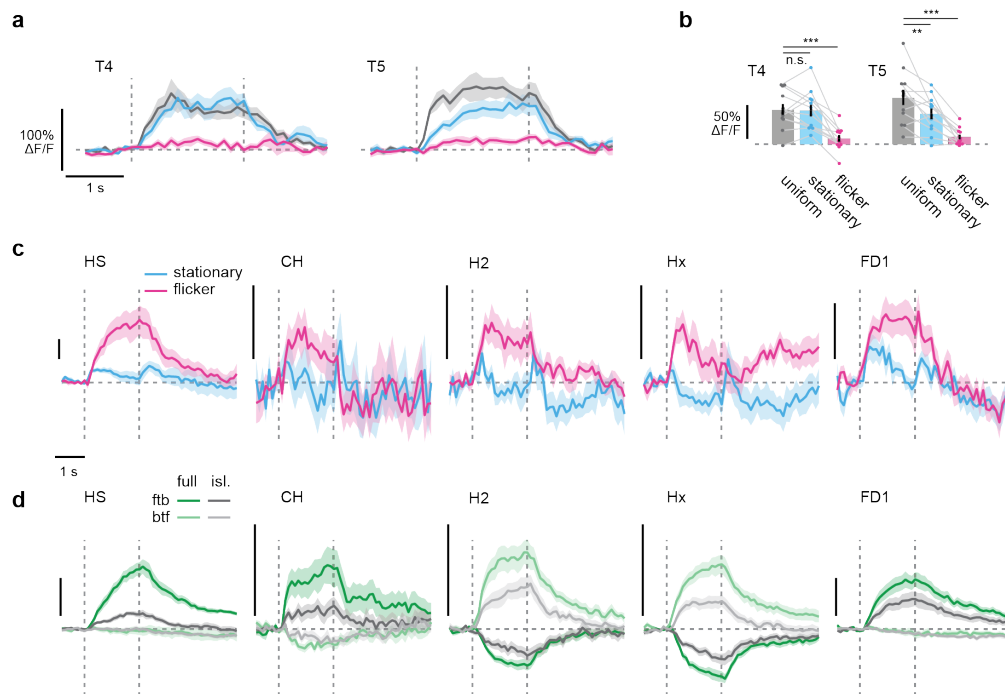 a
T4
T5
100%
ΔF/F
1 s
b
***
n.s.
***
**
T4
T5
50%
ΔF/F
uniform
stationary
flicker
uniform
stationary
flicker
c
HS
CH
H2
Hx
FD1
stationary
flicker
1 s
d
full isl.
ftb
btf
HS
CH
H2
Hx
FD1